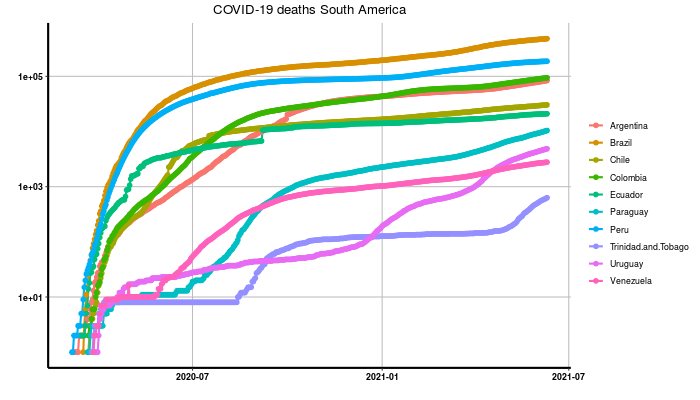 COVID-19 deaths South America
1e+05
1e+03
1e+01
2020-07
2021-01
2021-07
Argentina
Brazil
Chile
Colombia
Ecuador
Paraguay
Peru
Trinidad.and.Tobago
Uruguay
Venezuela